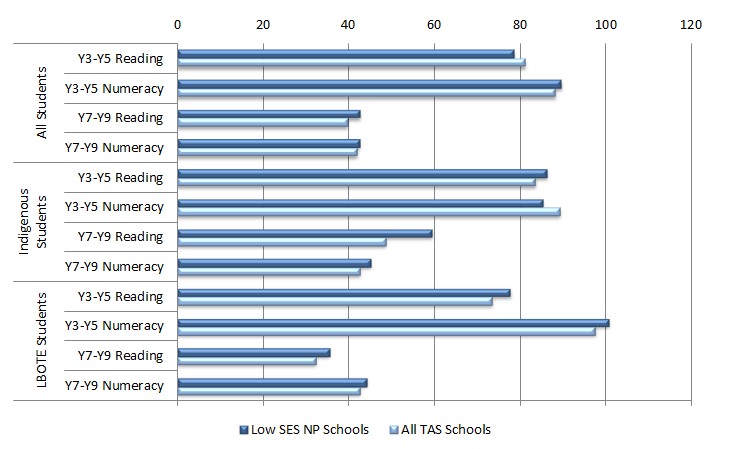 0 20 40 60 80 100 120
All Students
Y3-Y5 Reading
Y3-Y5 Numeracy
Y7-Y9 Reading
Y7-Y9 Numeracy
Indigenous
Students
Y3-Y5 Reading
Y3-Y5 Numeracy
Y7-Y9 Reading
Y7-Y9 Numeracy
LBOTE Students
Y3-Y5 Reading
Y3-Y5 Numeracy
Y7-Y9 Reading
Y7-Y9 Numeracy
Low SES NP Schools All TAS Schools